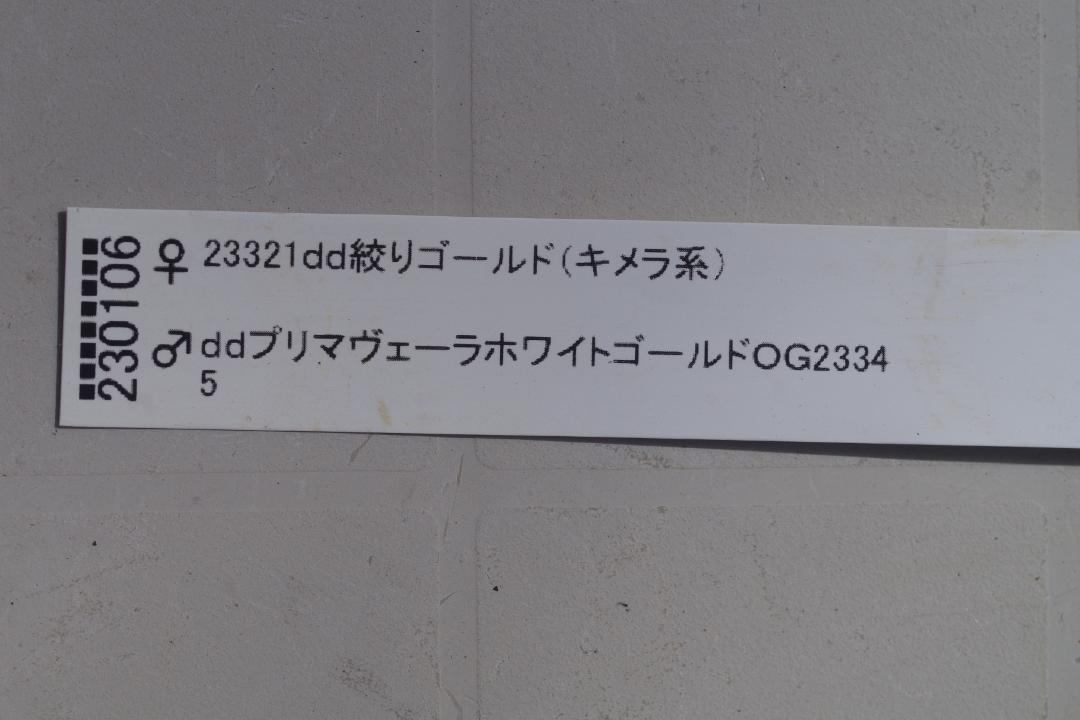 230106
♀ 23321dd絞りゴールド(キメラ系)
♂ ddプリマヴェーラホワイトゴールドOG2334
5